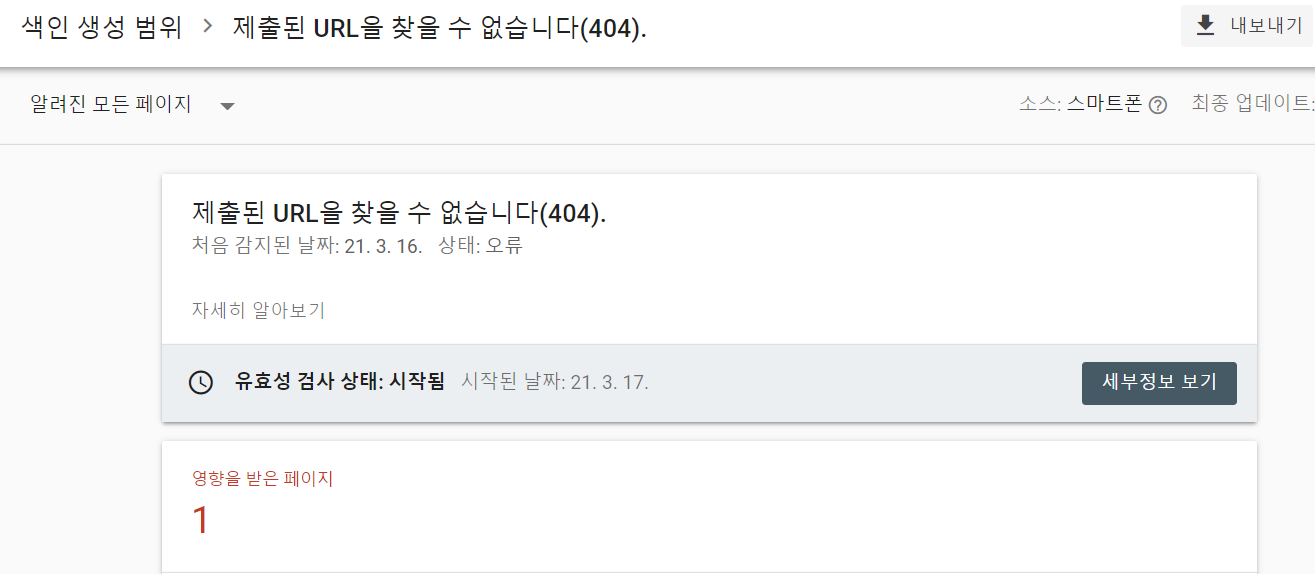 색인 생성 범위 > 제출된 URL을 찾을 수 없습니다(404). 내보내기
알려진 모든 페이지 소스: 스마트폰 최종 업데이트:
제출된 URL을 찾을 수 없습니다(404).
처음 감지된 날짜: 21. 3. 16. 상태: 오류
자세히 알아보기
유효성 검사 상태: 시작됨 시작된 날짜: 21. 3. 17. 세부정보 보기
영향을 받은 페이지
1